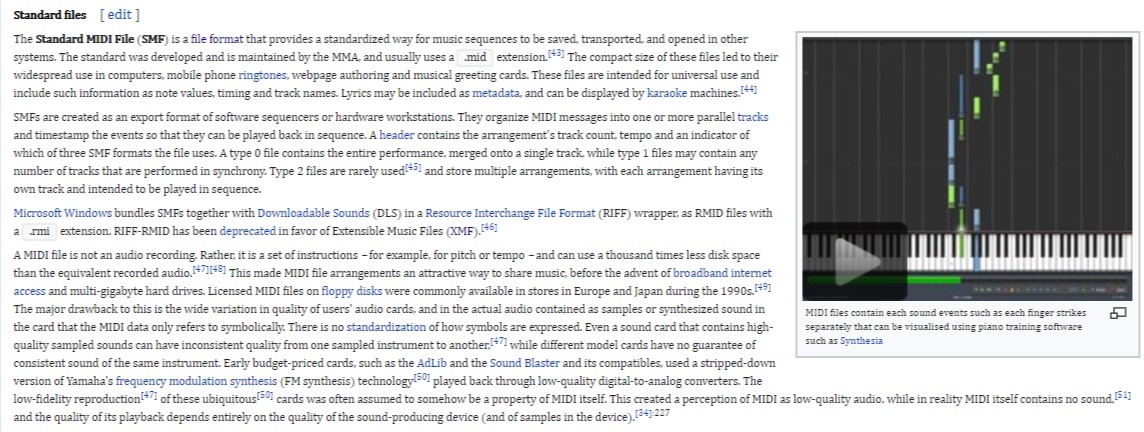 Standard files [ edit ]
The Standard MIDI File (SMF) is a file format that provides a standardized way for music sequences to be saved, transported, and opened in other
systems. The standard was developed and is maintained by the MMA, and usually uses a .mid extension.[43] The compact size of these files led to their
widespread use in computers, mobile phone ringtones, webpage authoring and musical greeting cards. These files are intended for universal use and
include such information as note values, timing and track names. Lyrics may be included as metadata, and can be displayed by karaoke machines.[44]
SMFs are created as an export format of software sequencers or hardware workstations. They organize MIDI messages into one or more parallel tracks
and timestamp the events so that they can be played back in sequence. A header contains the arrangement's track count, tempo and an indicator of
which of three SMF formats the file uses. A type 0 file contains the entire performance, merged onto a single track, while type 1 files may contain any
number of tracks that are performed in synchrony. Type 2 files are rarely used[45] and store multiple arrangements, with each arrangement having its
own track and intended to be played in sequence.
Microsoft Windows bundles SMFs together with Downloadable Sounds (DLS) in a Resource Interchange File Format (RIFF) wrapper, as RMID files with
a .rmi extension. RIFF-RMID has been deprecated in favor of Extensible Music Files (XMF).[46]
A MIDI file is not an audio recording. Rather, it is a set of instructions – for example, for pitch or tempo – and can use a thousand times less disk space
than the equivalent recorded audio.[47][48] This made MIDI file arrangements an attractive way to share music, before the advent of broadband internet
access and multi-gigabyte hard drives. Licensed MIDI files on floppy disks were commonly available in stores in Europe and Japan during the 1990s.[49]
The major drawback to this is the wide variation in quality of users' audio cards, and in the actual audio contained as samples or synthesized sound in
the card that the MIDI data only refers to symbolically. There is no standardization of how symbols are expressed. Even a sound card that contains high-
quality sampled sounds can have inconsistent quality from one sampled instrument to another,[47] while different model cards have no guarantee of
consistent sound of the same instrument. Early budget-priced cards, such as the AdLib and the Sound Blaster and its compatibles, used a stripped-down
version of Yamaha's frequency modulation synthesis (FM synthesis) technology[50] played back through low-quality digital-to-analog converters. The
low-fidelity reproduction[47] of these ubiquitous[50] cards was often assumed to somehow be a property of MIDI itself. This created a perception of MIDI as low-quality audio, while in reality MIDI itself contains no sound,[51]
and the quality of its playback depends entirely on the quality of the sound-producing device (and of samples in the device).[34]:227
MIDI files contain each sound events such as each finger strikes
separately that can be visualised using piano training software
such as Synthesia